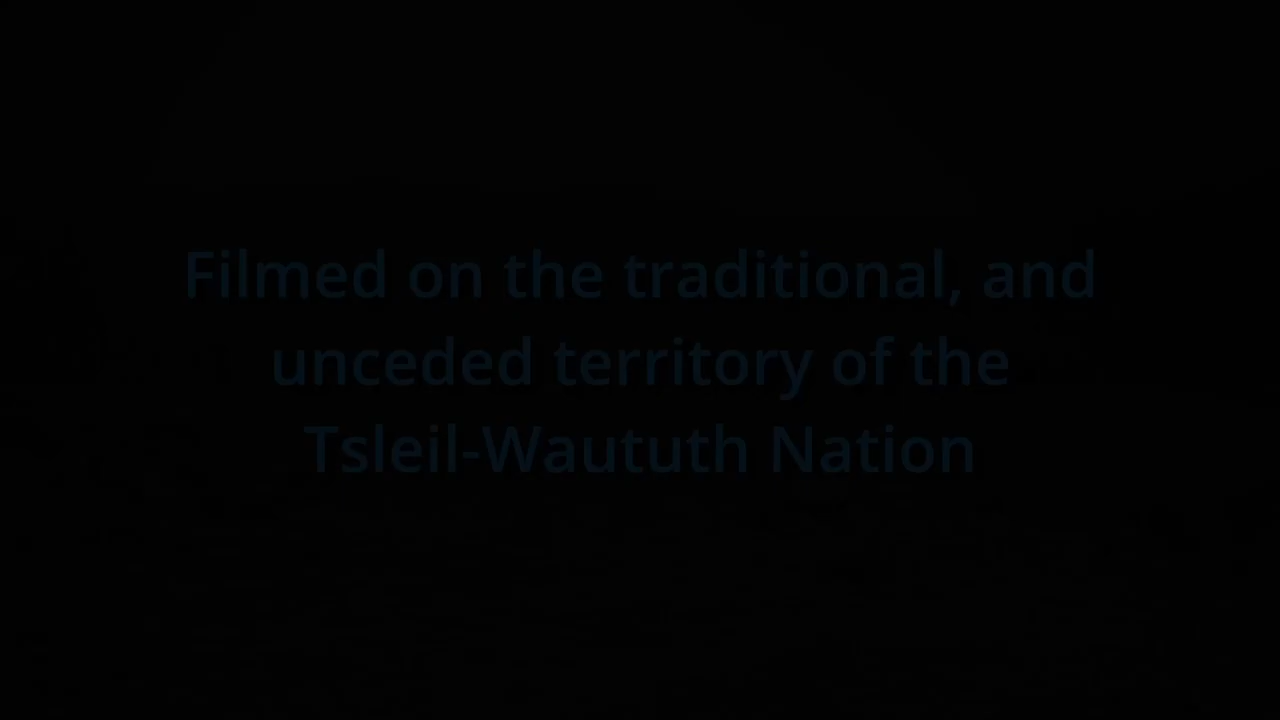 Filmed on the traditional, and
unceded territory of the
Tsleil-Waututh Nation